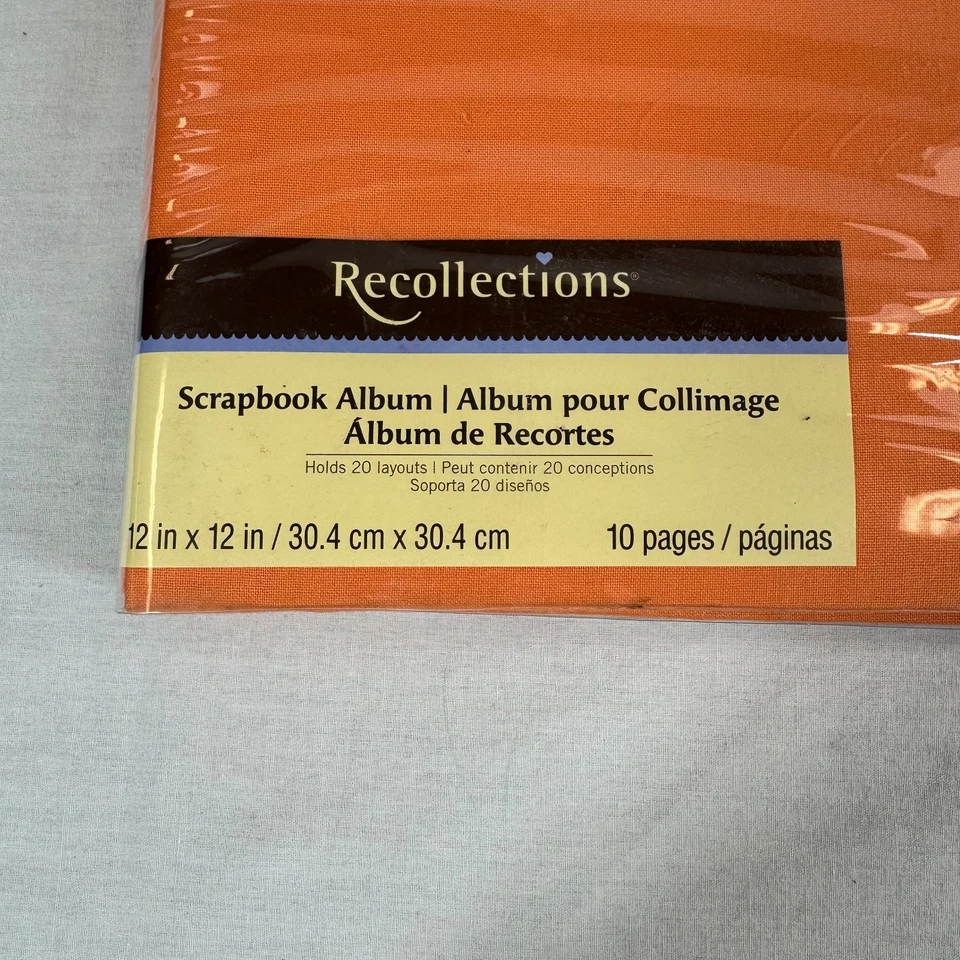 Recollections®
Scrapbook Album | Album pour Collimage
Álbum de Recortes
Holds 20 layouts | Peut contenir 20 conceptions
Soporta 20 diseños
12 in x 12 in / 30.4 cm x 30.4 cm 10 pages / páginas